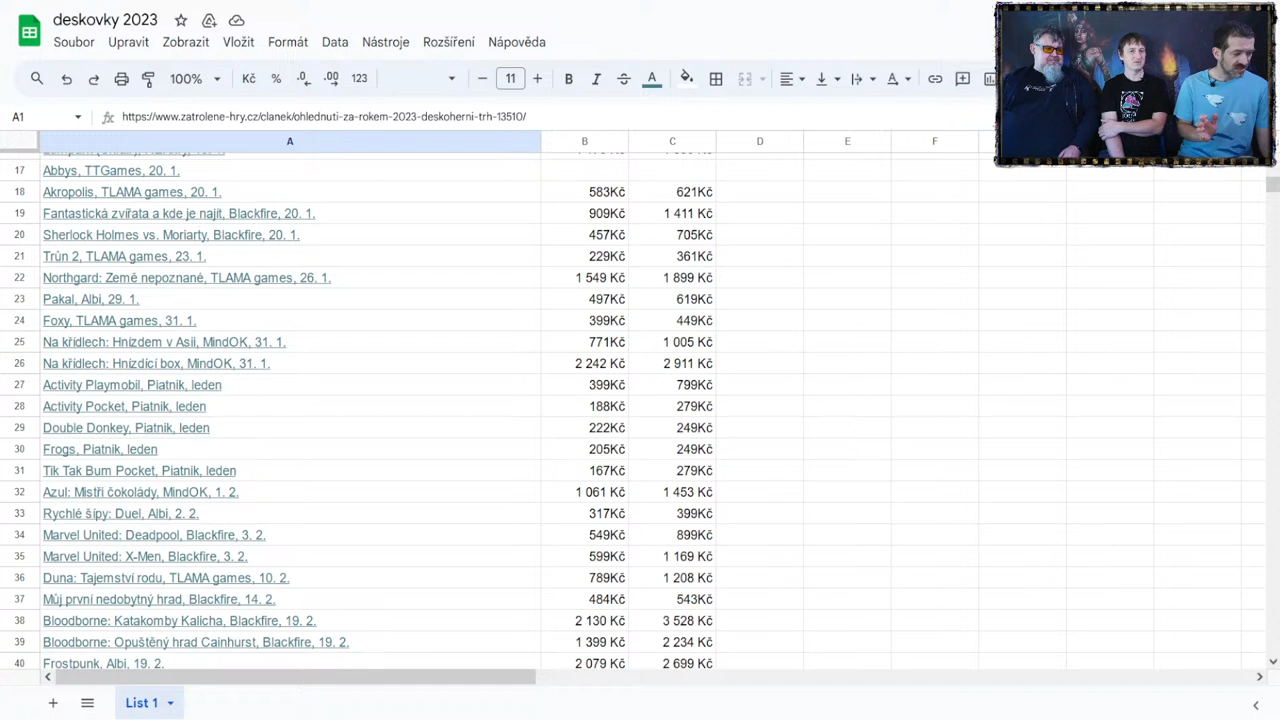 deskovky 2023
Soubor Upravit Zobrazit Vložit Formát Data Nástroje Rozšíření Nápověda
100% Kč % .0 .00 123 11 B I S A A
A1 fx https://www.zatrolene-hry.cz/clanek/ohlednuti-za-rokem-2023-deskoherni-trh-13510/
A B C D E F
17 Abbys, TTGames, 20. 1.
18 Akropolis, TLAMA games, 20. 1. 583Kč 621Kč
19 Fantastická zvířata a kde je najít, Blackfire, 20. 1. 909Kč 1 411 Kč
20 Sherlock Holmes vs. Moriarty, Blackfire, 20. 1. 457Kč 705Kč
21 Trůn 2, TLAMA games, 23. 1. 229Kč 361Kč
22 Northgard: Země nepoznané, TLAMA games, 26. 1. 1 549 Kč 1 899 Kč
23 Pakal, Albi, 29. 1. 497Kč 619Kč
24 Foxy, TLAMA games, 31. 1. 399Kč 449Kč
25 Na křídlech: Hnízdem v Asii, MindOK, 31. 1. 771Kč 1 005 Kč
26 Na křídlech: Hnízdící box, MindOK, 31. 1. 2 242 Kč 2 911 Kč
27 Activity Playmobil, Piatnik, leden 399Kč 799Kč
28 Activity Pocket, Piatnik, leden 188Kč 279Kč
29 Double Donkey, Piatnik, leden 222Kč 249Kč
30 Frogs, Piatnik, leden 205Kč 249Kč
31 Tik Tak Bum Pocket, Piatnik, leden 167Kč 279Kč
32 Azul: Mistři čokolády, MindOK, 1. 2. 1 061 Kč 1 453 Kč
33 Rychlé šípy: Duel, Albi, 2. 2. 317Kč 399Kč
34 Marvel United: Deadpool, Blackfire, 3. 2. 549Kč 899Kč
35 Marvel United: X-Men, Blackfire, 3. 2. 599Kč 1 169 Kč
36 Duna: Tajemství rodu, TLAMA games, 10. 2. 789Kč 1 208 Kč
37 Můj první nedobytný hrad, Blackfire, 14. 2. 484Kč 543Kč
38 Bloodborne: Katakomby Kalicha, Blackfire, 19. 2. 2 130 Kč 3 528 Kč
39 Bloodborne: Opuštěný hrad Cainhurst, Blackfire, 19. 2. 1 399 Kč 2 234 Kč
40 Frostpunk, Albi, 19. 2. 2 079 Kč 2 699 Kč
List 1